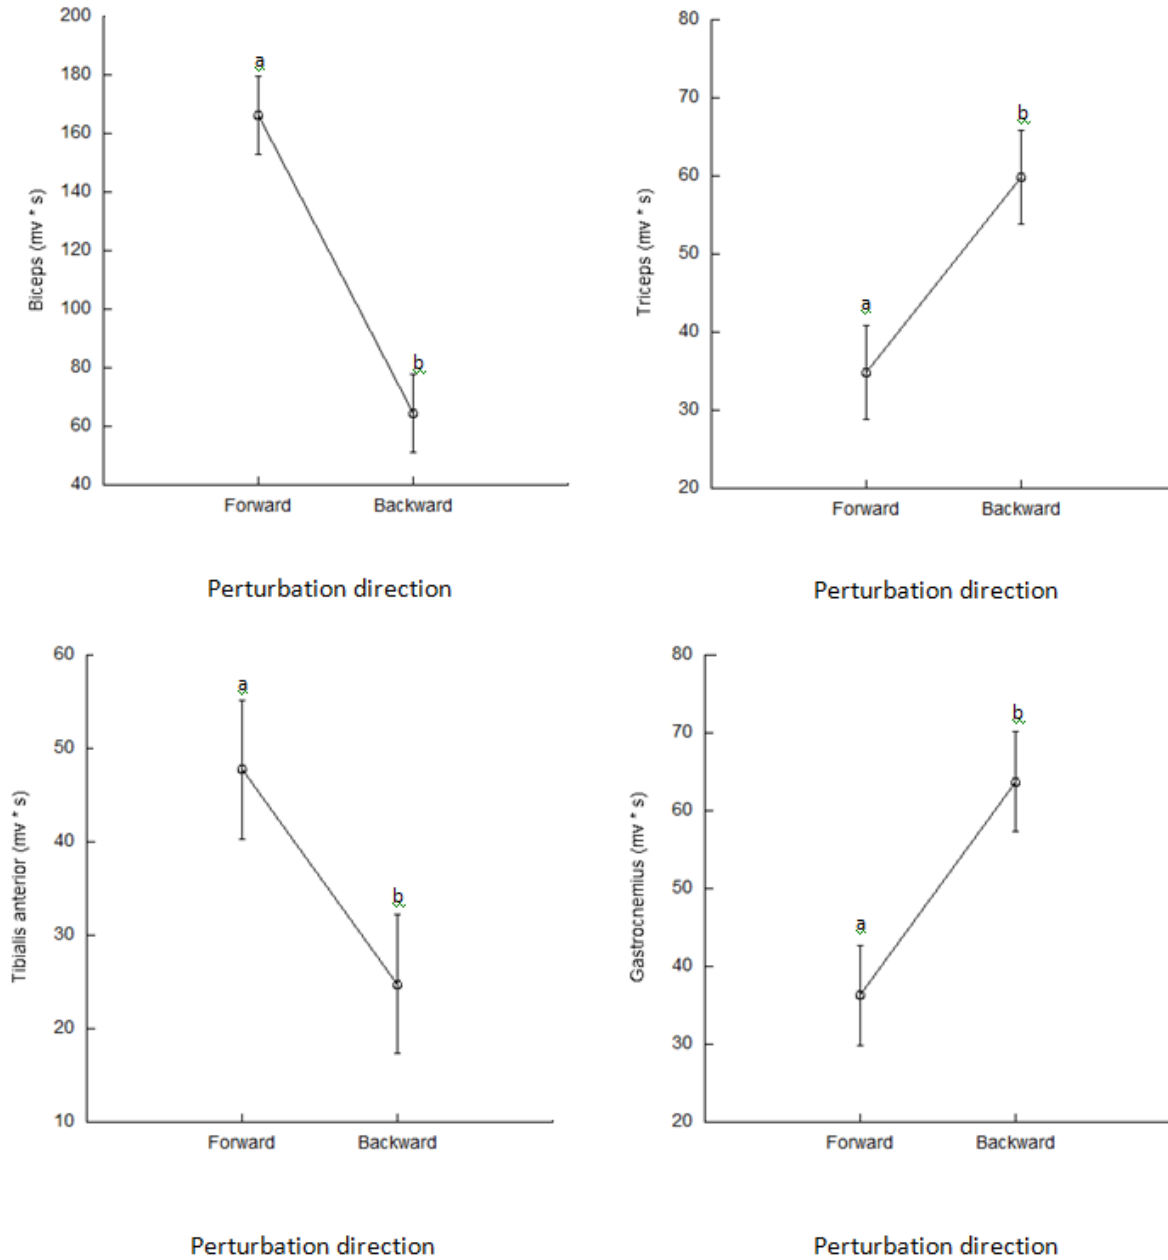 200
180
160
140
120
100
80
60
40
Biceps (mv * s)
a
b
Forward Backward
Perturbation direction
80
70
60
50
40
30
20
Triceps (mv * s)
a
b
Forward Backward
Perturbation direction
60
50
40
30
20
10
Tibialis anterior (mv * s)
a
b
Forward Backward
Perturbation direction
80
70
60
50
40
30
20
Gastrocnemius (mv * s)
a
b
Forward Backward
Perturbation direction